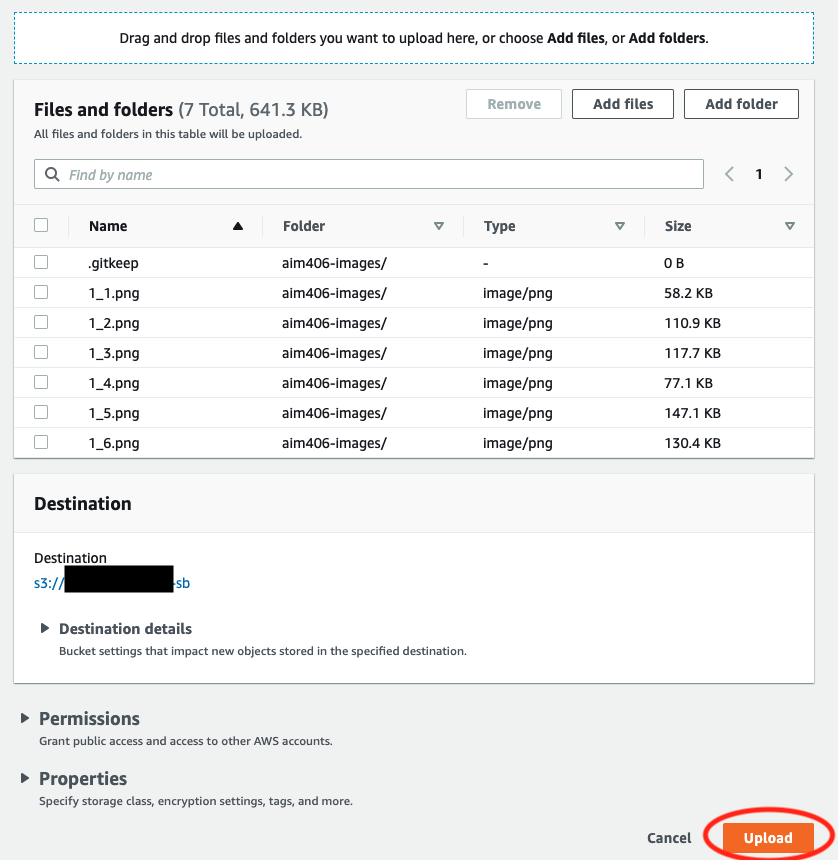 Drag and drop files and folders you want to upload here, or choose Add files, or Add folders.
Files and folders (7 Total, 641.3 KB)
Remove
Add files
Add folder
All files and folders in this table will be uploaded.
Find by name
1
Name Folder Type Size
.gitkeep aim406-images/ - 0 B
1_1.png aim406-images/ image/png 58.2 KB
1_2.png aim406-images/ image/png 110.9 KB
1_3.png aim406-images/ image/png 117.7 KB
1_4.png aim406-images/ image/png 77.1 KB
1_5.png aim406-images/ image/png 147.1 KB
1_6.png aim406-images/ image/png 130.4 KB
Destination
Destination
s3:// -sb
Destination details
Bucket settings that impact new objects stored in the specified destination.
Permissions
Grant public access and access to other AWS accounts.
Properties
Specify storage class, encryption settings, tags, and more.
Cancel
Upload